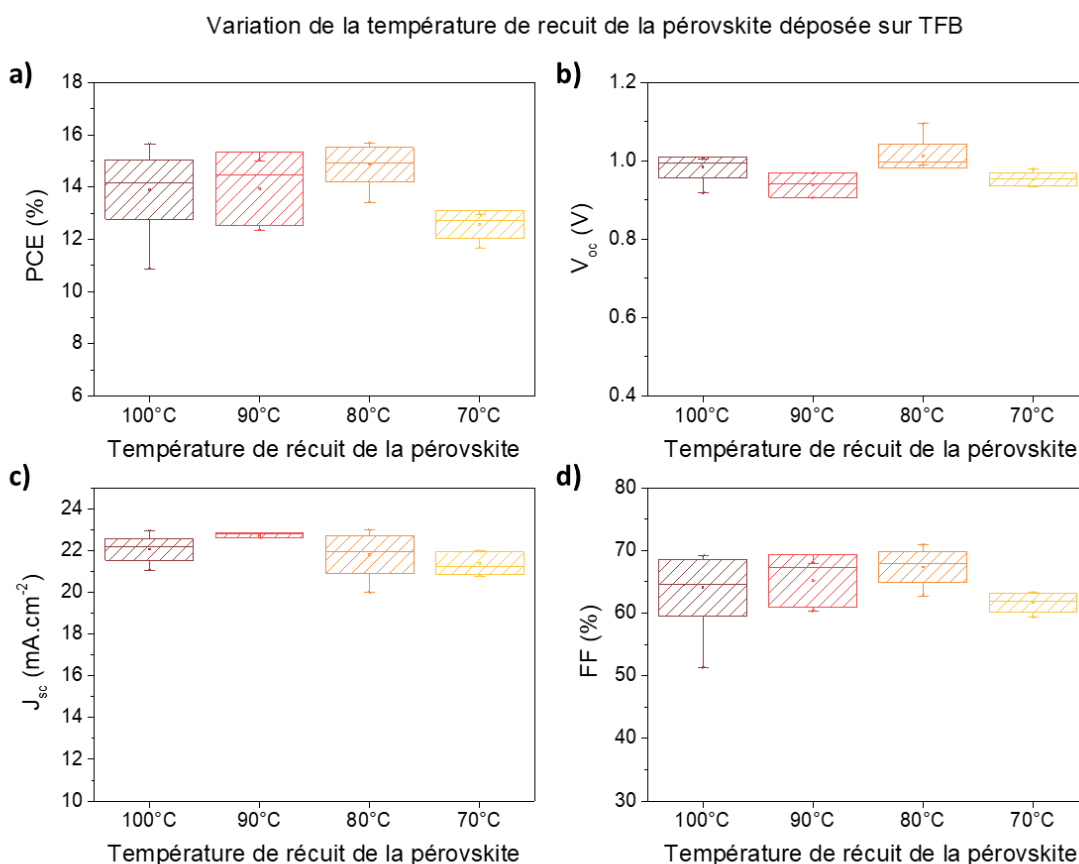 Variation de la température de recuit de la pérovskite déposée sur TFB
a)
18
16
14
12
10
8
6
PCE (%)
100°C 90°C 80°C 70°C
Température de récuit de la pérovskite
b)
1.2
1.0
0.8
0.6
0.4
V_oc (V)
100°C 90°C 80°C 70°C
Température de récuit de la pérovskite
c)
24
22
20
18
16
14
12
10
J_sc (mA.cm⁻²)
100°C 90°C 80°C 70°C
Température de récuit de la pérovskite
d)
80
70
60
50
40
30
FF (%)
100°C 90°C 80°C 70°C
Température de récuit de la pérovskite